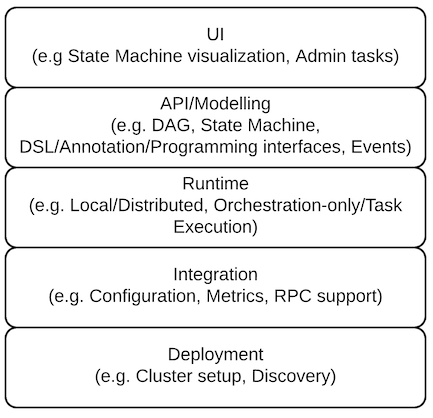 UI
(e.g State Machine visualization, Admin tasks)
API/Modelling
(e.g. DAG, State Machine,
DSL/Annotation/Programming interfaces, Events)
Runtime
(e.g. Local/Distributed, Orchestration-only/Task
Execution)
Integration
(e.g. Configuration, Metrics, RPC support)
Deployment
(e.g. Cluster setup, Discovery)